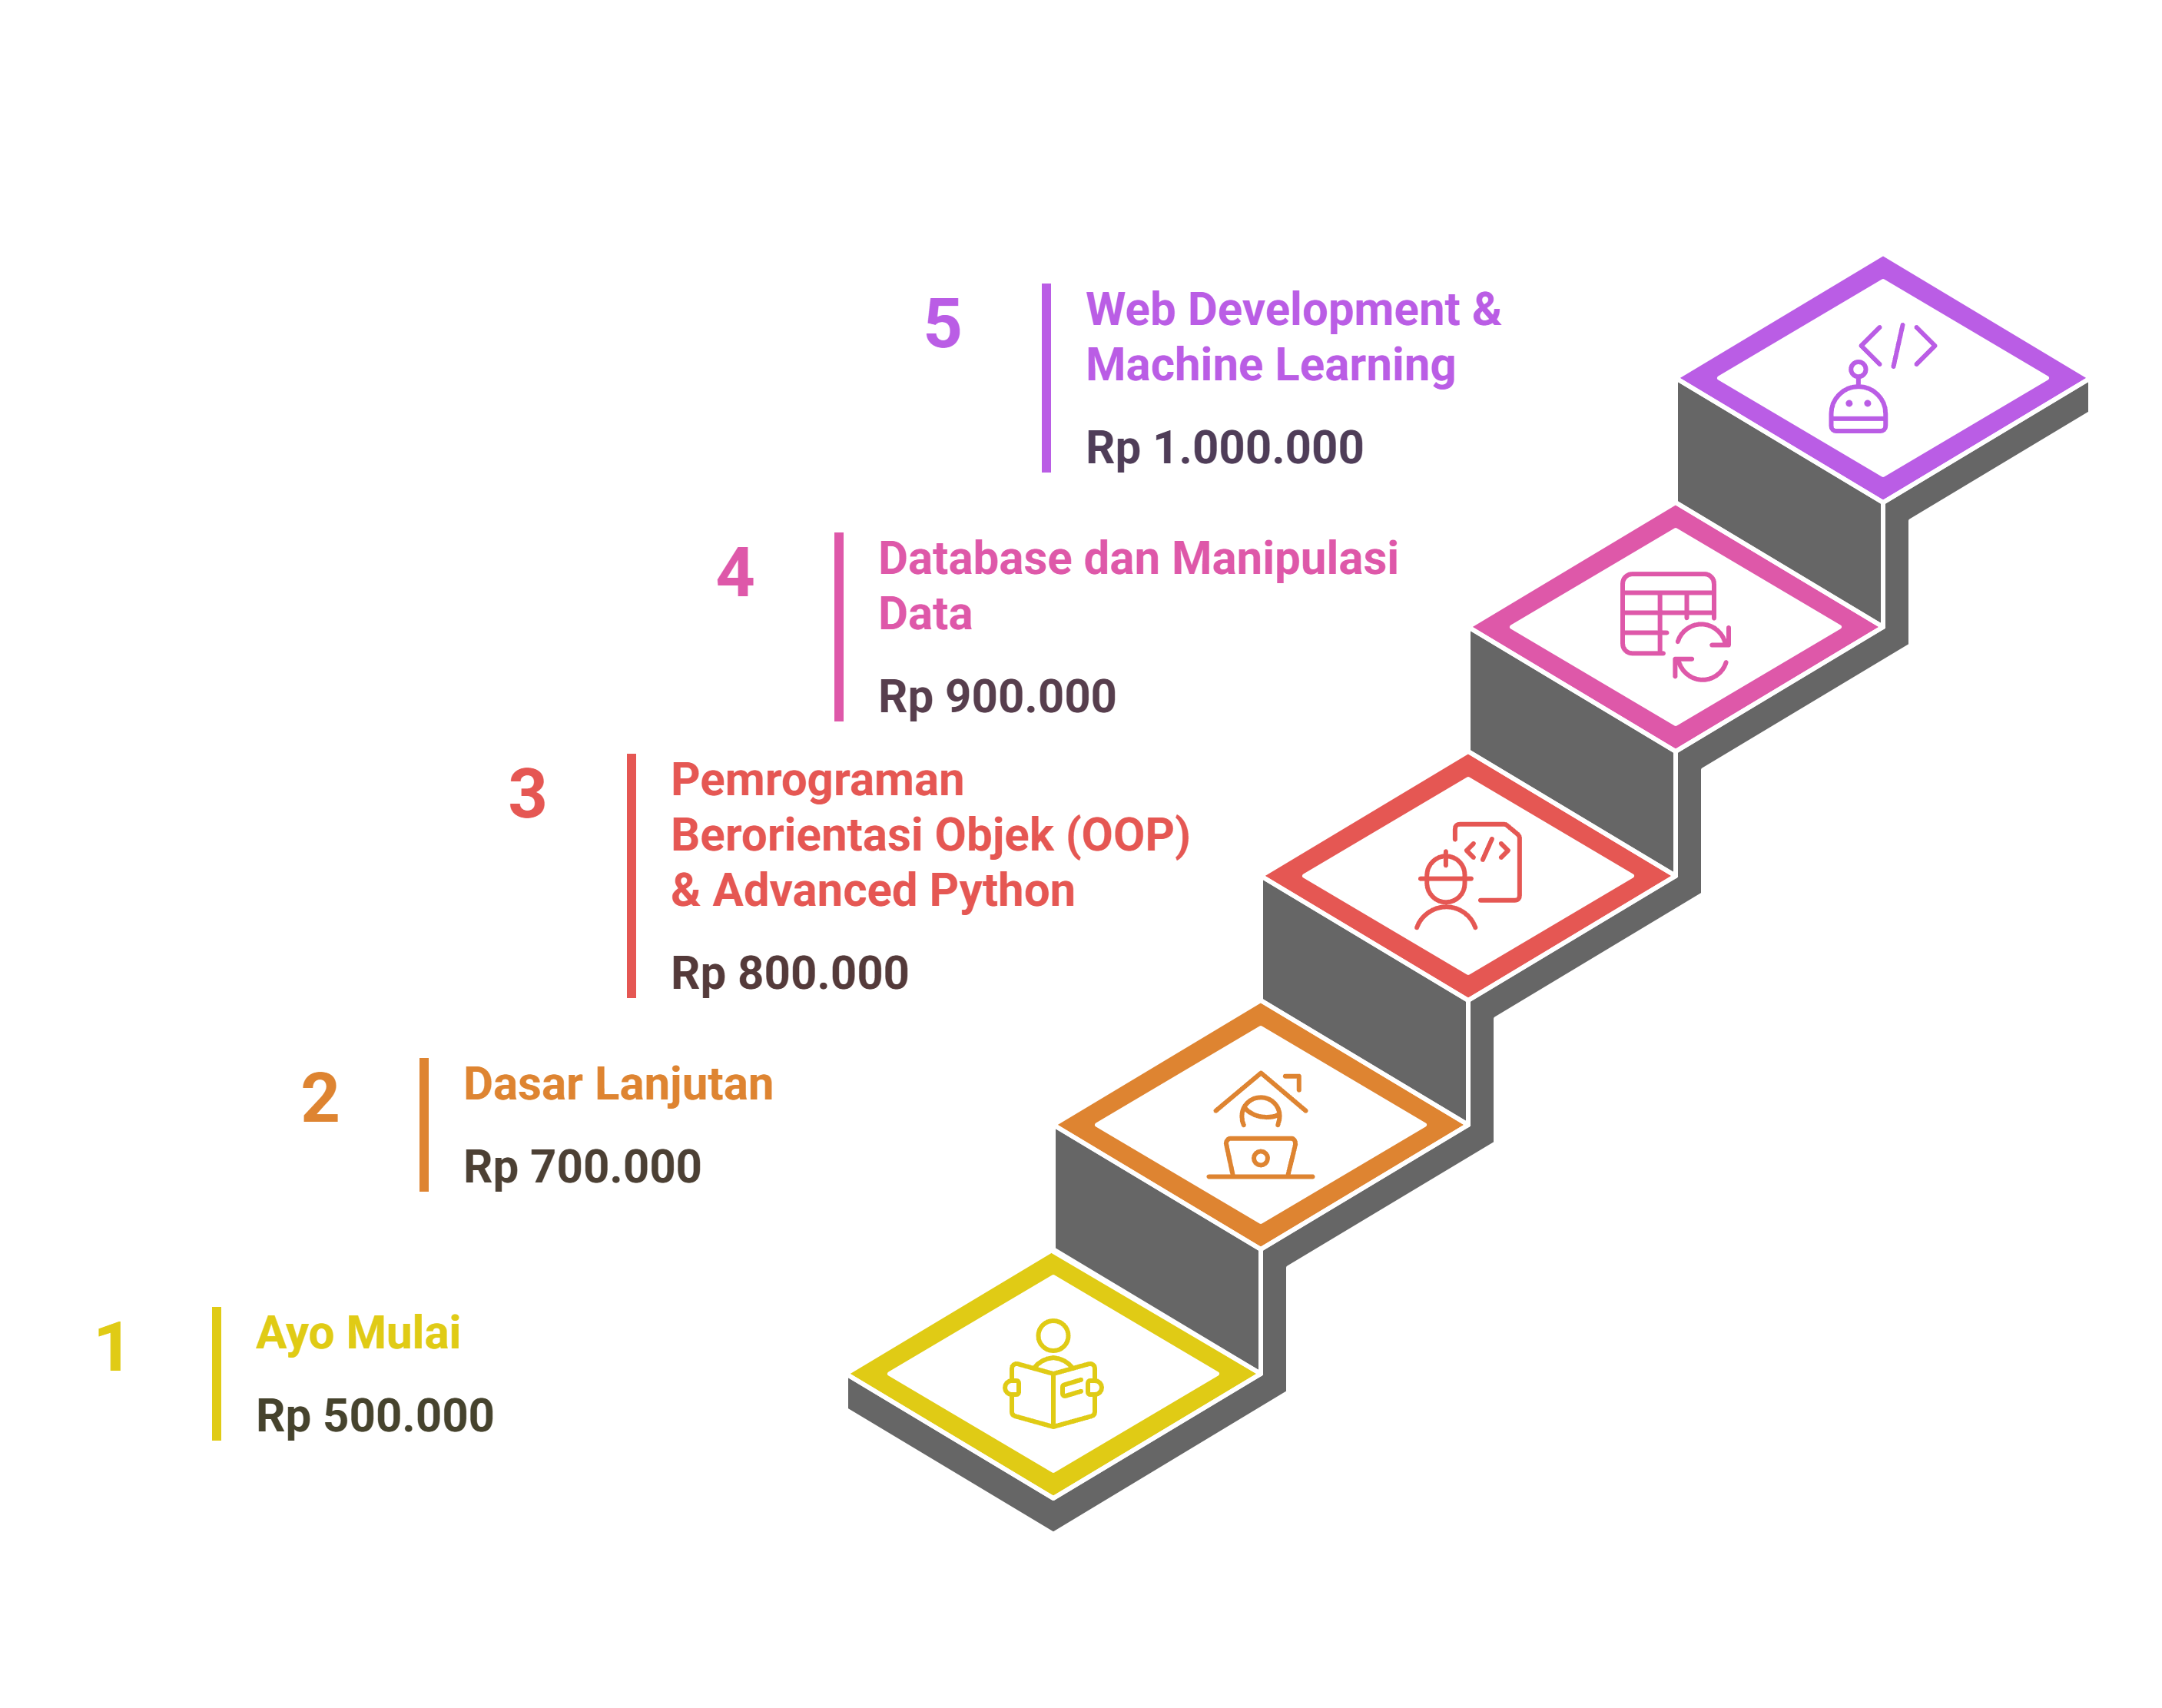 5
Web Development &
Machine Learning
Rp 1.000.000
4
Database dan Manipulasi
Data
Rp 900.000
3
Pemrograman
Berorientasi Objek (OOP)
& Advanced Python
Rp 800.000
2
Dasar Lanjutan
Rp 700.000
1
Ayo Mulai
Rp 500.000